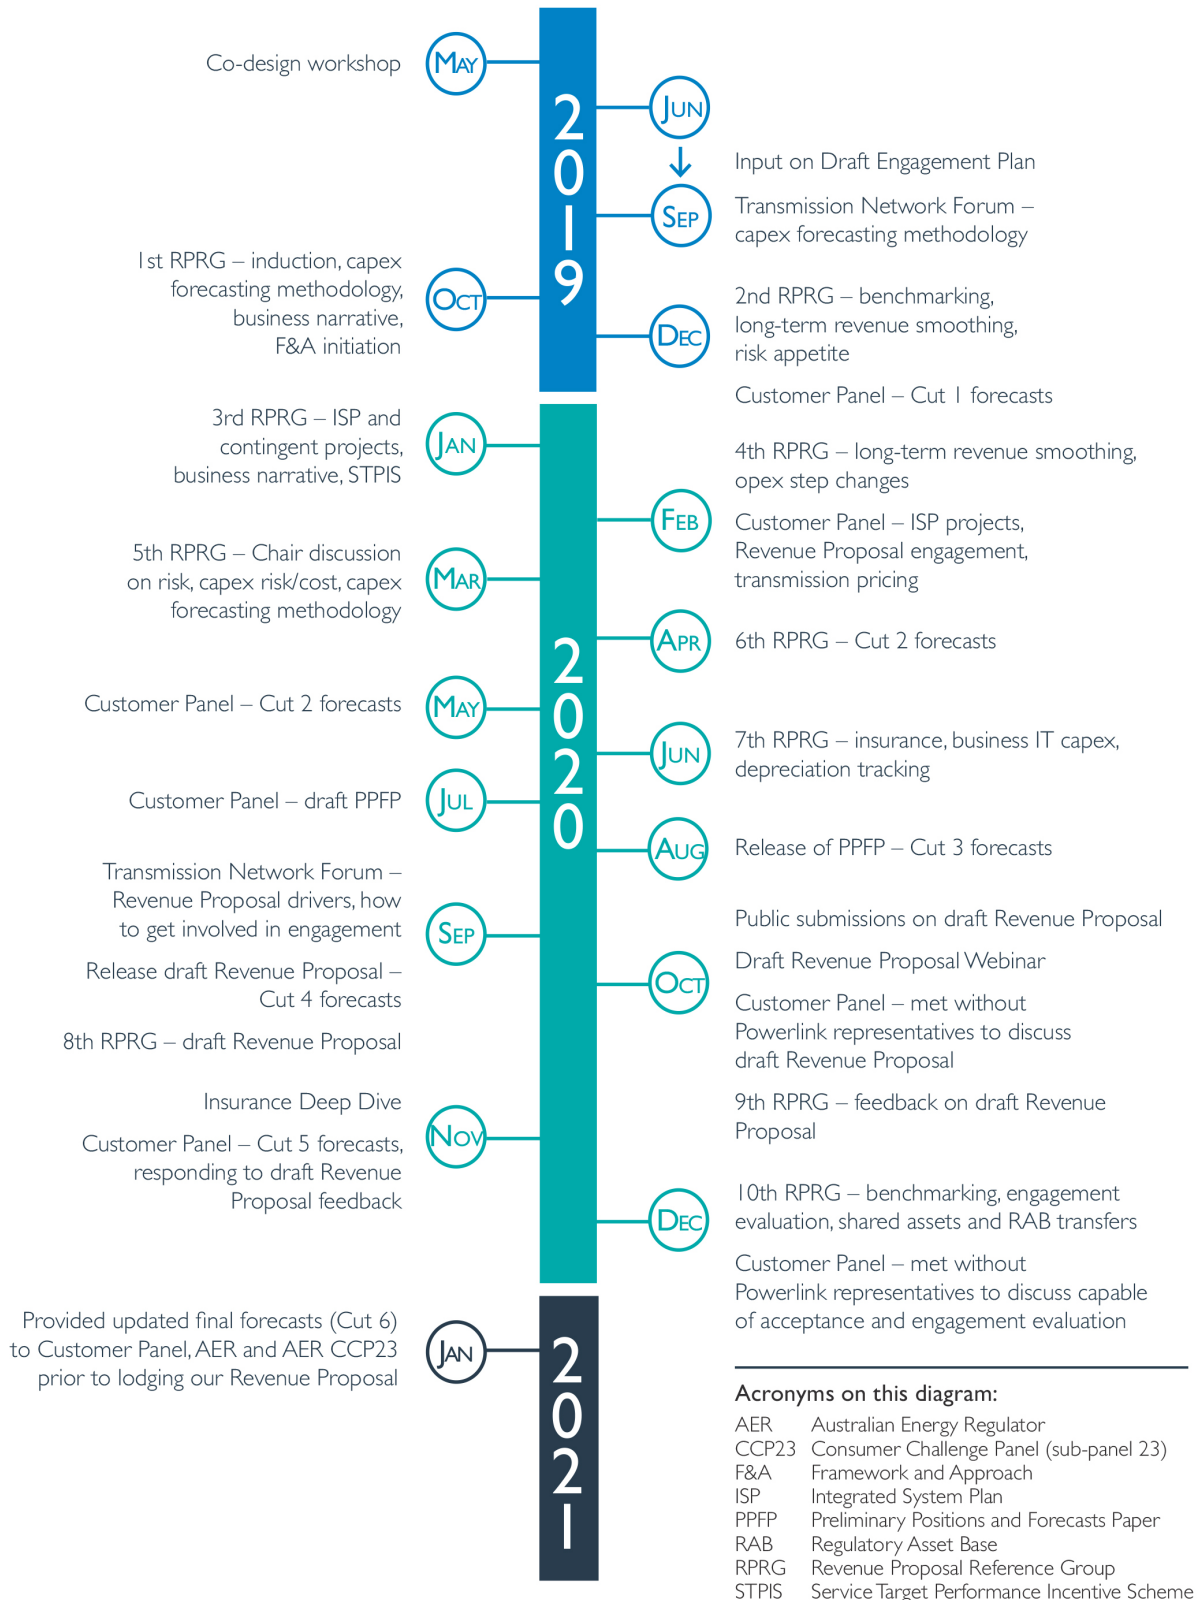 Co-design workshop
MAY
2019
JUN
Input on Draft Engagement Plan
SEP
Transmission Network Forum –
capex forecasting methodology
1st RPRG – induction, capex
forecasting methodology,
business narrative,
F&A initiation
OCT
DEC
2nd RPRG – benchmarking,
long-term revenue smoothing,
risk appetite
Customer Panel – Cut 1 forecasts
2020
3rd RPRG – ISP and
contingent projects,
business narrative, STPIS
JAN
FEB
4th RPRG – long-term revenue smoothing,
opex step changes
Customer Panel – ISP projects,
Revenue Proposal engagement,
transmission pricing
5th RPRG – Chair discussion
on risk, capex risk/cost, capex
forecasting methodology
MAR
APR
6th RPRG – Cut 2 forecasts
Customer Panel – Cut 2 forecasts
MAY
JUN
7th RPRG – insurance, business IT capex,
depreciation tracking
Customer Panel – draft PPFP
JUL
AUG
Release of PPFP – Cut 3 forecasts
Transmission Network Forum –
Revenue Proposal drivers, how
to get involved in engagement
Release draft Revenue Proposal –
Cut 4 forecasts
8th RPRG – draft Revenue Proposal
SEP
OCT
Public submissions on draft Revenue Proposal
Draft Revenue Proposal Webinar
Customer Panel – met without
Powerlink representatives to discuss
draft Revenue Proposal
9th RPRG – feedback on draft Revenue
Proposal
Insurance Deep Dive
Customer Panel – Cut 5 forecasts,
responding to draft Revenue
Proposal feedback
NOV
DEC
10th RPRG – benchmarking, engagement
evaluation, shared assets and RAB transfers
Customer Panel – met without
Powerlink representatives to discuss capable
of acceptance and engagement evaluation
2021
Provided updated final forecasts (Cut 6)
to Customer Panel, AER and AER CCP23
prior to lodging our Revenue Proposal
JAN
Acronyms on this diagram:
AER Australian Energy Regulator
CCP23 Consumer Challenge Panel (sub-panel 23)
F&A Framework and Approach
ISP Integrated System Plan
PPFP Preliminary Positions and Forecasts Paper
RAB Regulatory Asset Base
RPRG Revenue Proposal Reference Group
STPIS Service Target Performance Incentive Scheme